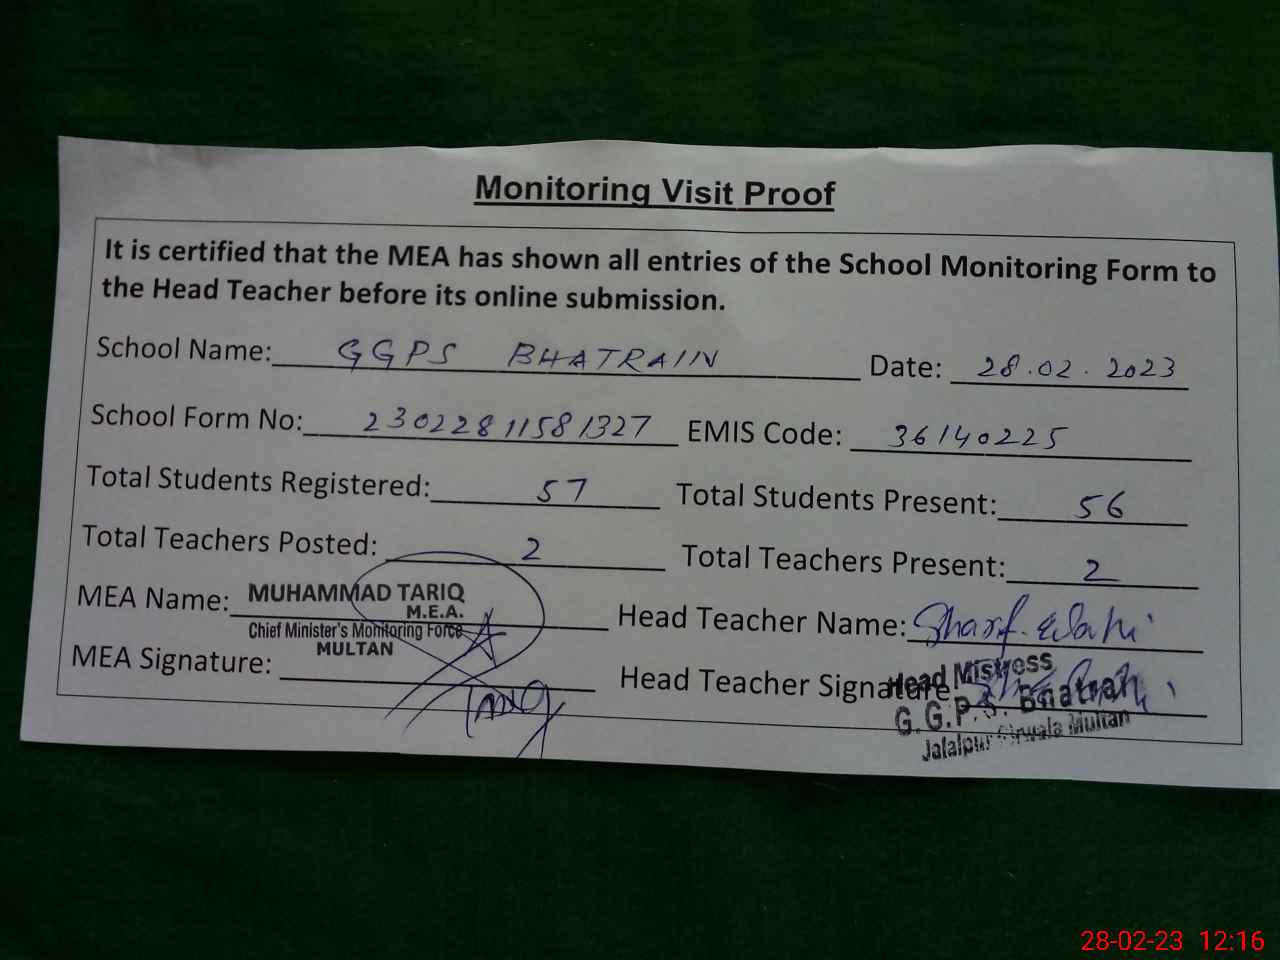 Monitoring Visit Proof
It is certified that the MEA has shown all entries of the School Monitoring Form to
the Head Teacher before its online submission.
School Name: GGPS BHATRAIN Date: 28.02.2023
School Form No: 23022811581327 EMIS Code: 36140225
Total Students Registered: 57 Total Students Present: 56
Total Teachers Posted: 2 Total Teachers Present: 2
MEA Name: MUHAMMAD TARIQ Head Teacher Name:
M.E.A.
Chief Minister's Monitoring Force
MULTAN
MEA Signature: Head Teacher Signature
Head Mistress
G.G.P.S. Bhatrah
Jalalpur Multan
28-02-23 12:16